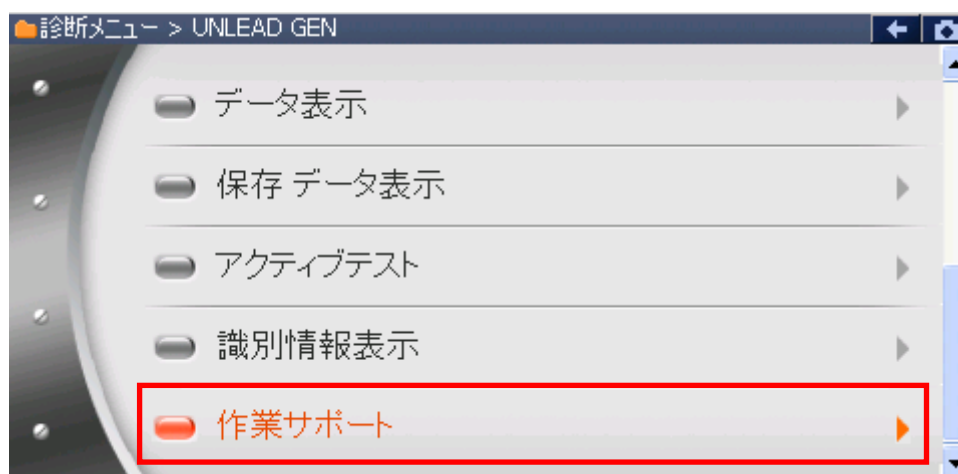 診断メニュー > UNLEAD GEN
データ表示
保存 データ表示
アクティブテスト
識別情報表示
作業サポート